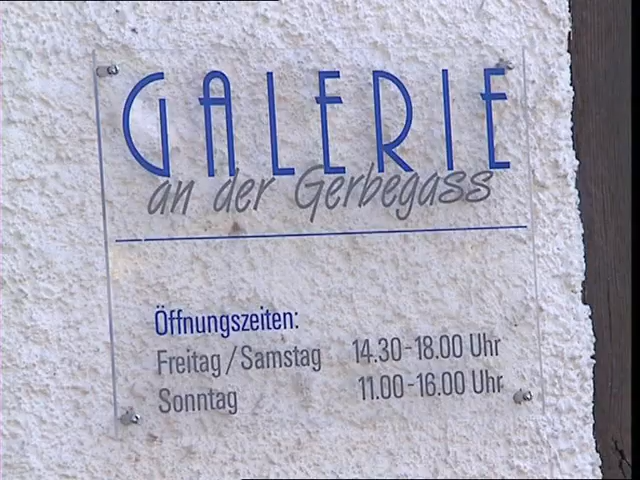 GALERIE
an der Gerbegass
Öffnungszeiten:
Freitag / Samstag 14.30-18.00 Uhr
Sonntag 11.00-16.00 Uhr